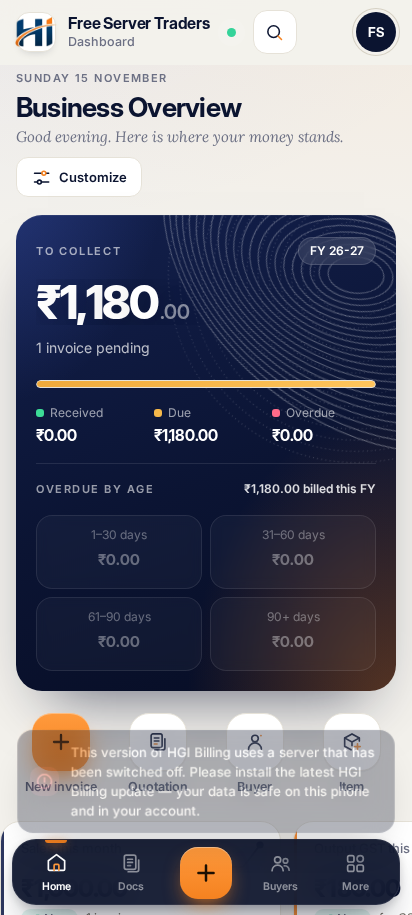 Free Server Traders
Dashboard
FS
SUNDAY 15 NOVEMBER
Business Overview
Good evening. Here is where your money stands.
Customize
TO COLLECT
FY 26-27
₹1,180.00
1 invoice pending
Received Due Overdue
₹0.00 ₹1,180.00 ₹0.00
OVERDUE BY AGE
₹1,180.00 billed this FY
1–30 days 31–60 days
₹0.00 ₹0.00
61–90 days 90+ days
₹0.00 ₹0.00
New invoice Quotation Buyer Item
This version of HGI Billing uses a server that has
been switched off. Please install the latest HGI
Billing update — your data is safe on this phone
and in your account.
Home Docs Buyers More